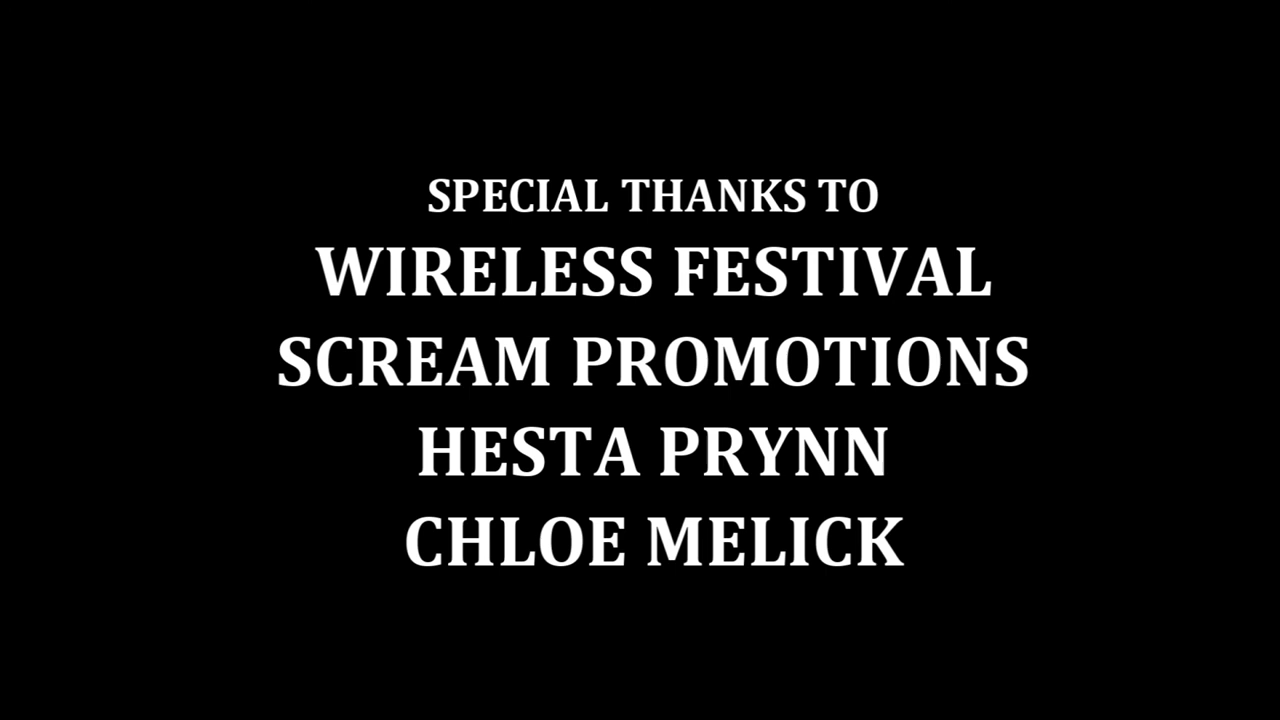 SPECIAL THANKS TO
WIRELESS FESTIVAL
SCREAM PROMOTIONS
HESTA PRYNN
CHLOE MELICK